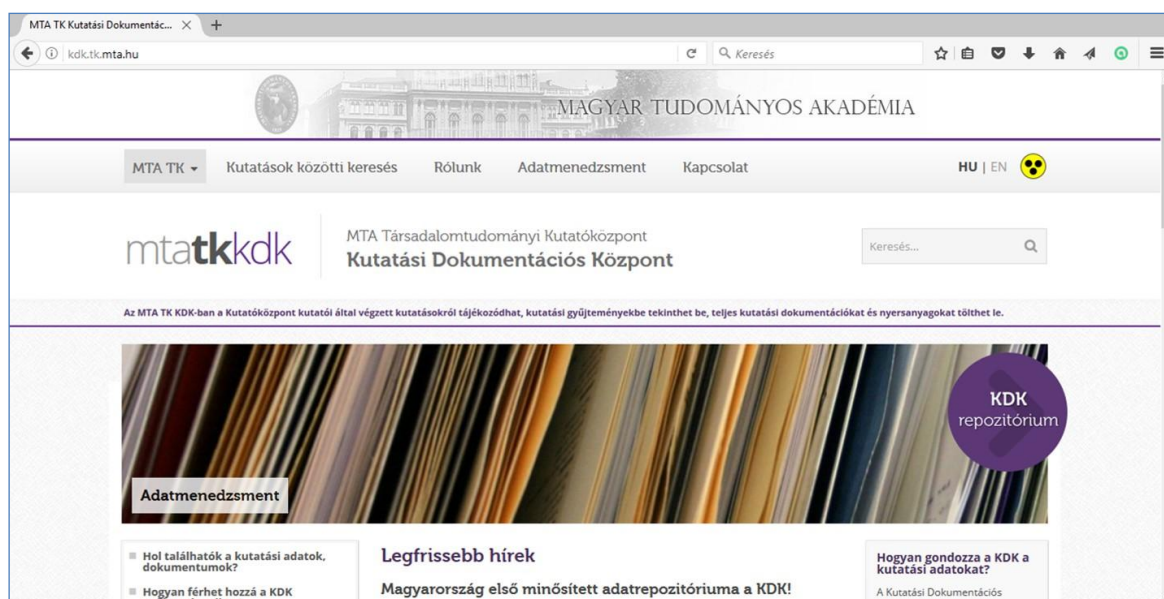 MTA TK Kutatási Dokumentác...
kdk.tk.mta.hu
Keresés
MAGYAR TUDOMÁNYOS AKADÉMIA
MTA TK Kutatások közötti keresés Rólunk Adatmenedzsment Kapcsolat HU | EN
mtatkkdk
MTA Társadalomtudományi Kutatóközpont
Kutatási Dokumentációs Központ
Keresés...
Az MTA TK KDK-ban a Kutatóközpont kutatói által végzett kutatásokról tájékozódhat, kutatási gyűjteményekbe tekinthet be, teljes kutatási dokumentációkat és nyersanyagokat tölthet le.
KDK
repozitórium
Adatmenedzsment
Hol találhatók a kutatási adatok,
dokumentumok?
Hogyan férhet hozzá a KDK
Legfrissebb hírek
Magyarország első minősített adatrepozitóriuma a KDK!
Hogyan gondozza a KDK a
kutatási adatokat?
A Kutatási Dokumentációs